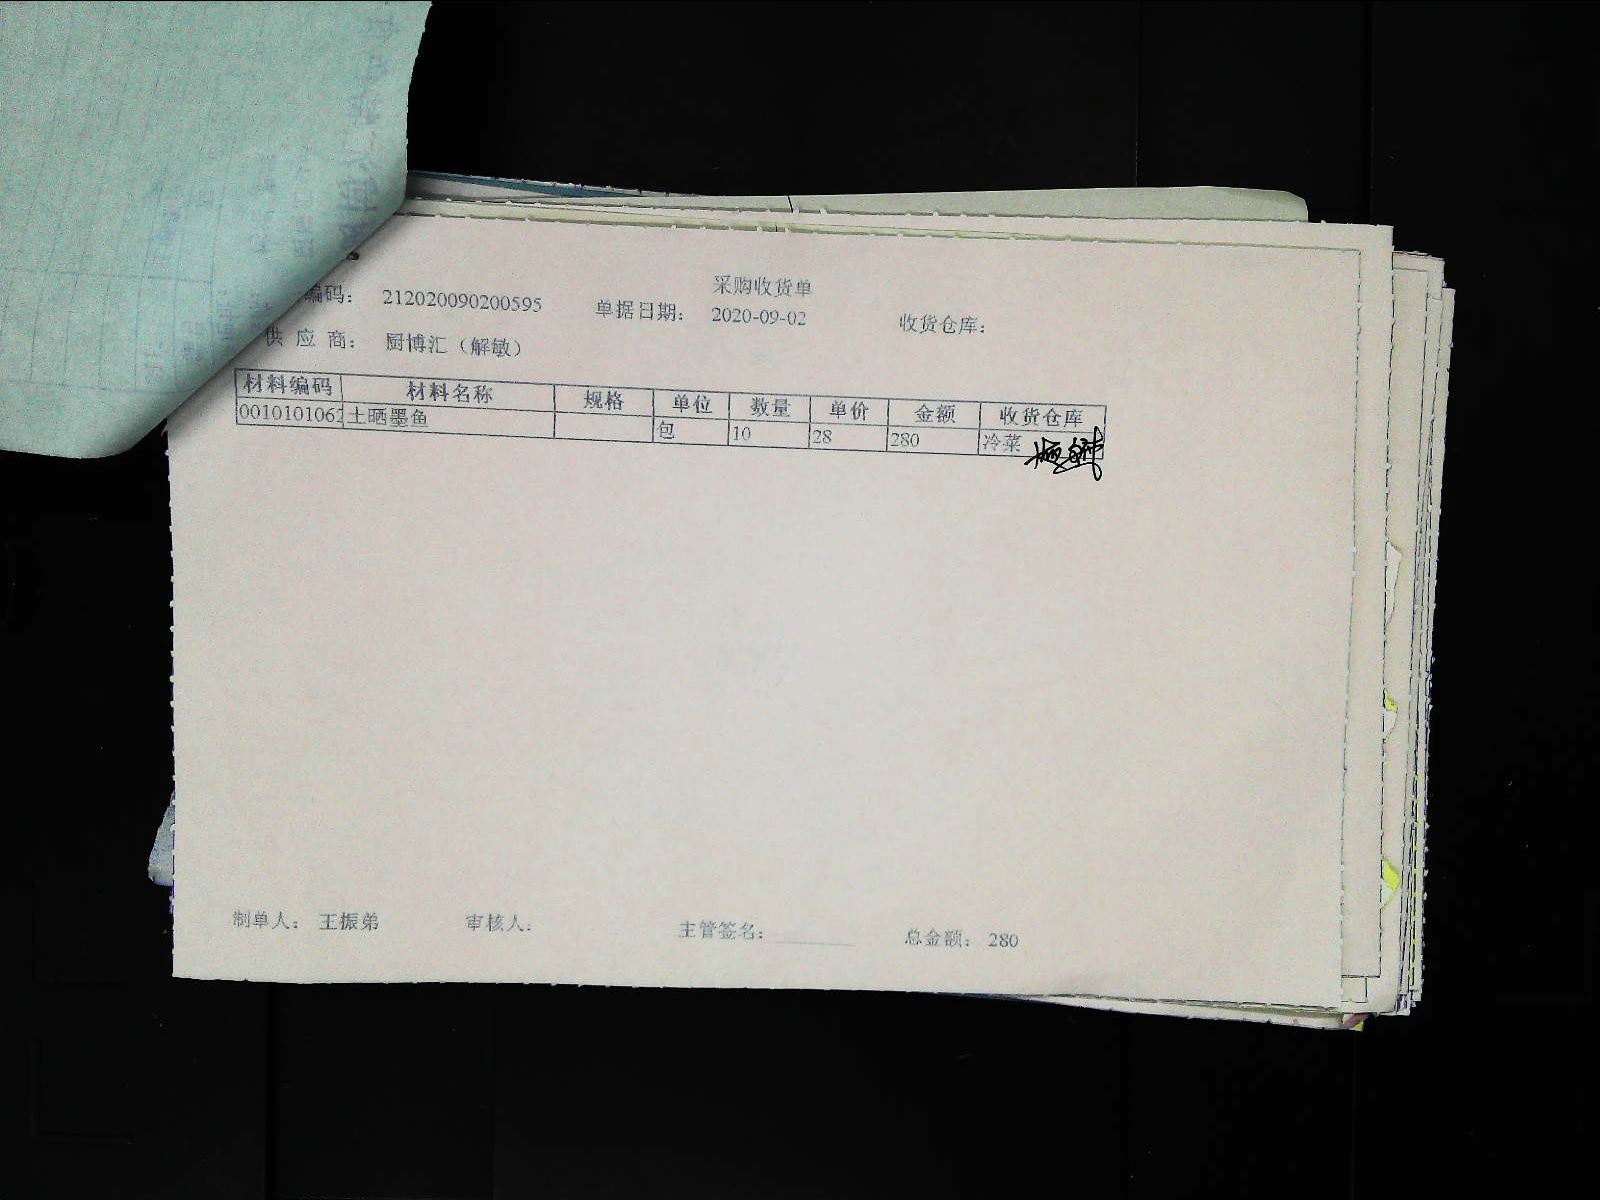 采购收货单
编码： 212020090200595 单据日期： 2020-09-02 收货仓库：
供 应 商： 厨博汇（解敏）
材料编码 材料名称 规格 单位 数量 单价 金额 收货仓库
0010101062 土晒墨鱼 包 10 28 280 冷菜
制单人： 王振弟 审核人： 主管签名： 总金额： 280